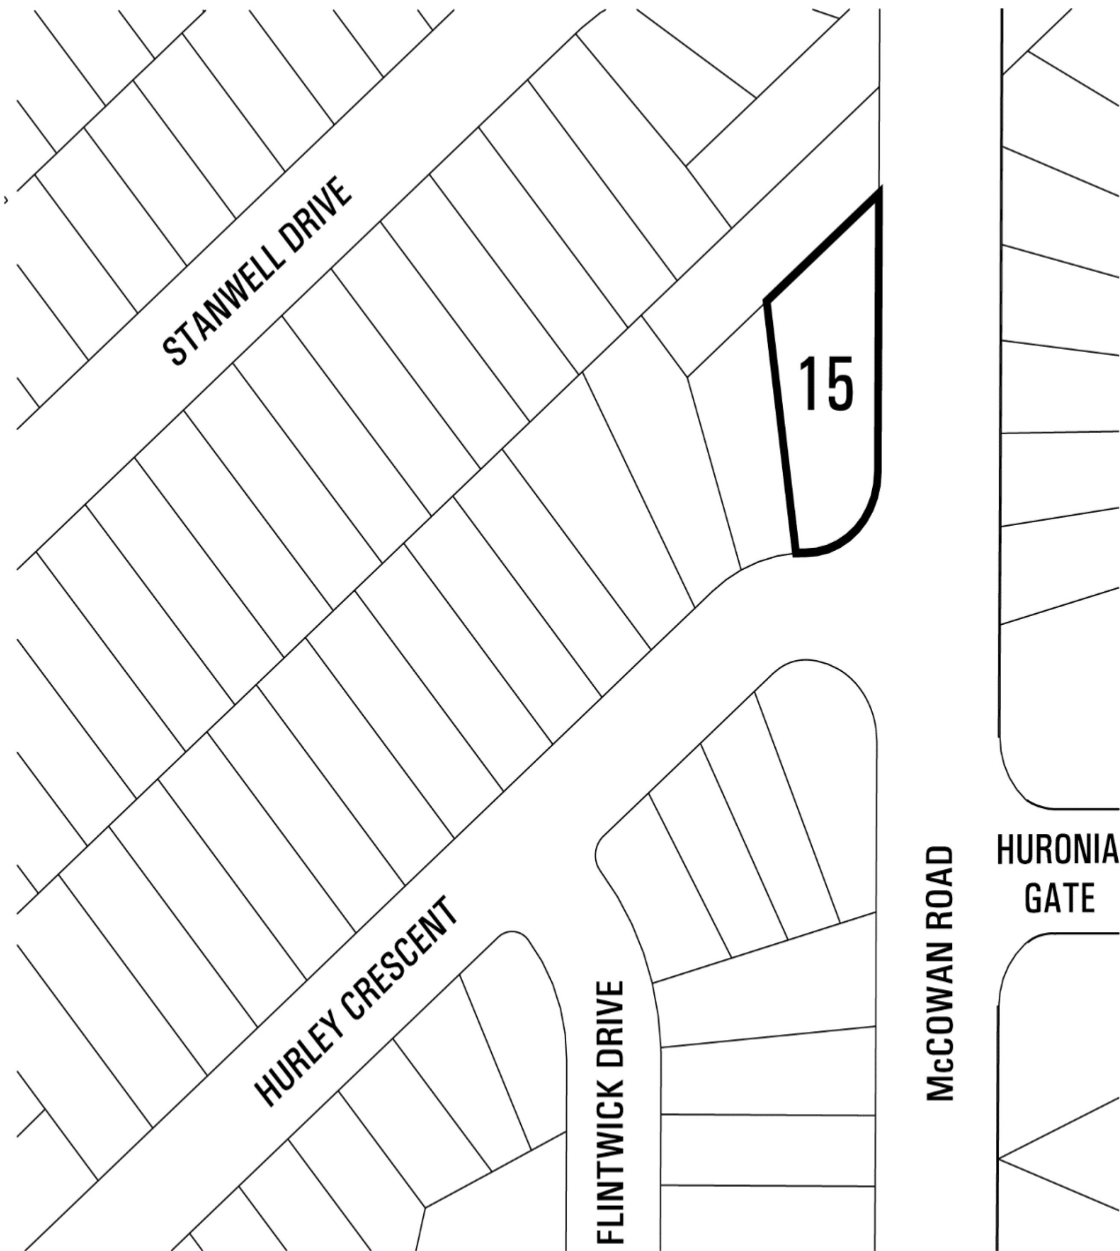 STANWELL DRIVE
15
HURLEY CRESCENT
FLINTWICK DRIVE
McCOWAN ROAD
HURONIA
GATE